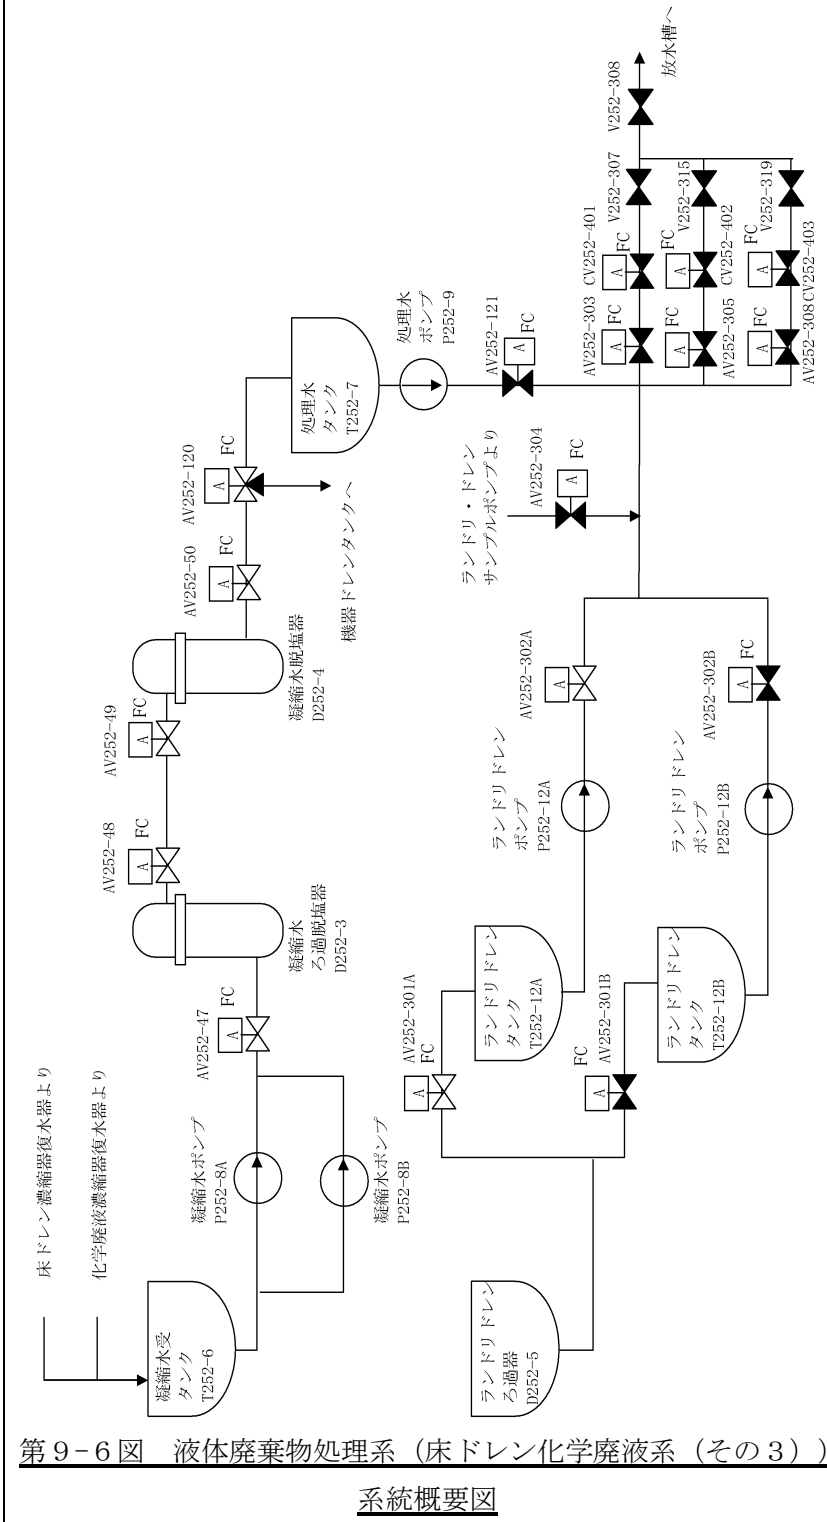 床ドレン濃縮器復水器より
化学廃液濃縮器復水器より
凝縮水受
タンク
T252-6
凝縮水ポンプ
P252-8A
凝縮水ポンプ
P252-8B
AV252-47
FC
A
凝縮水
ろ過脱塩器
D252-3
AV252-48
FC
A
AV252-49
FC
A
凝縮水脱塩器
D252-4
AV252-50
FC
A
AV252-120
FC
A
機器ドレンタンクへ
処理水
タンク
T252-7
処理水
ポンプ
P252-9
AV252-121
FC
A
ランドリドレン
ろ過器
D252-5
AV252-301A
FC
A
AV252-301B
FC
A
ランドリドレン
タンク
T252-12A
ランドリドレン
タンク
T252-12B
ランドリドレン
ポンプ
P252-12A
ランドリドレン
ポンプ
P252-12B
AV252-302A
A
AV252-302B
FC
A
ランドリ・ドレン
サンプルポンプより
AV252-304
FC
A
AV252-303
FC
A
CV252-401
FC
A
V252-307
AV252-305
FC
A
CV252-402
FC
A
V252-315
AV252-308
FC
A
CV252-403
FC
A
V252-319
V252-308
放水槽へ
第9-6図　液体廃棄物処理系(床ドレン化学廃液系(その3))
系統概要図